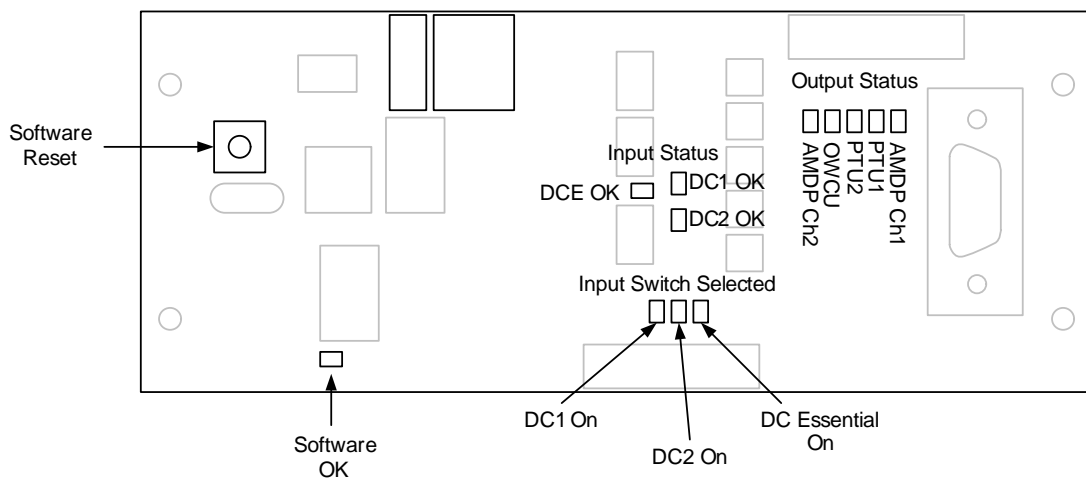 Output Status
AMDP Ch2
OWCU
PTU2
PTU1
AMDP Ch1
Software
Reset
Input Status
DCE OK
DC1 OK
DC2 OK
Input Switch Selected
DC1 On
DC2 On
DC Essential
On
Software
OK